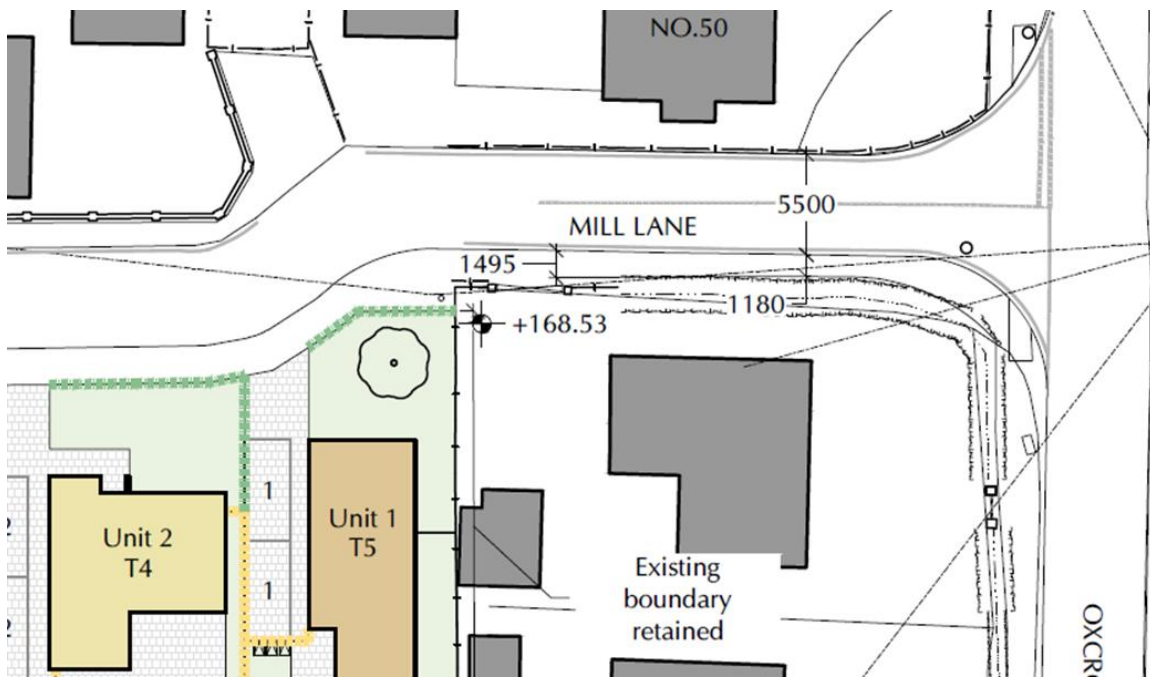 NO.50
5500
MILL LANE
1495
1180
+168.53
1
Unit 1
T5
Unit 2
T4
1
Existing
boundary
retained
OXCR